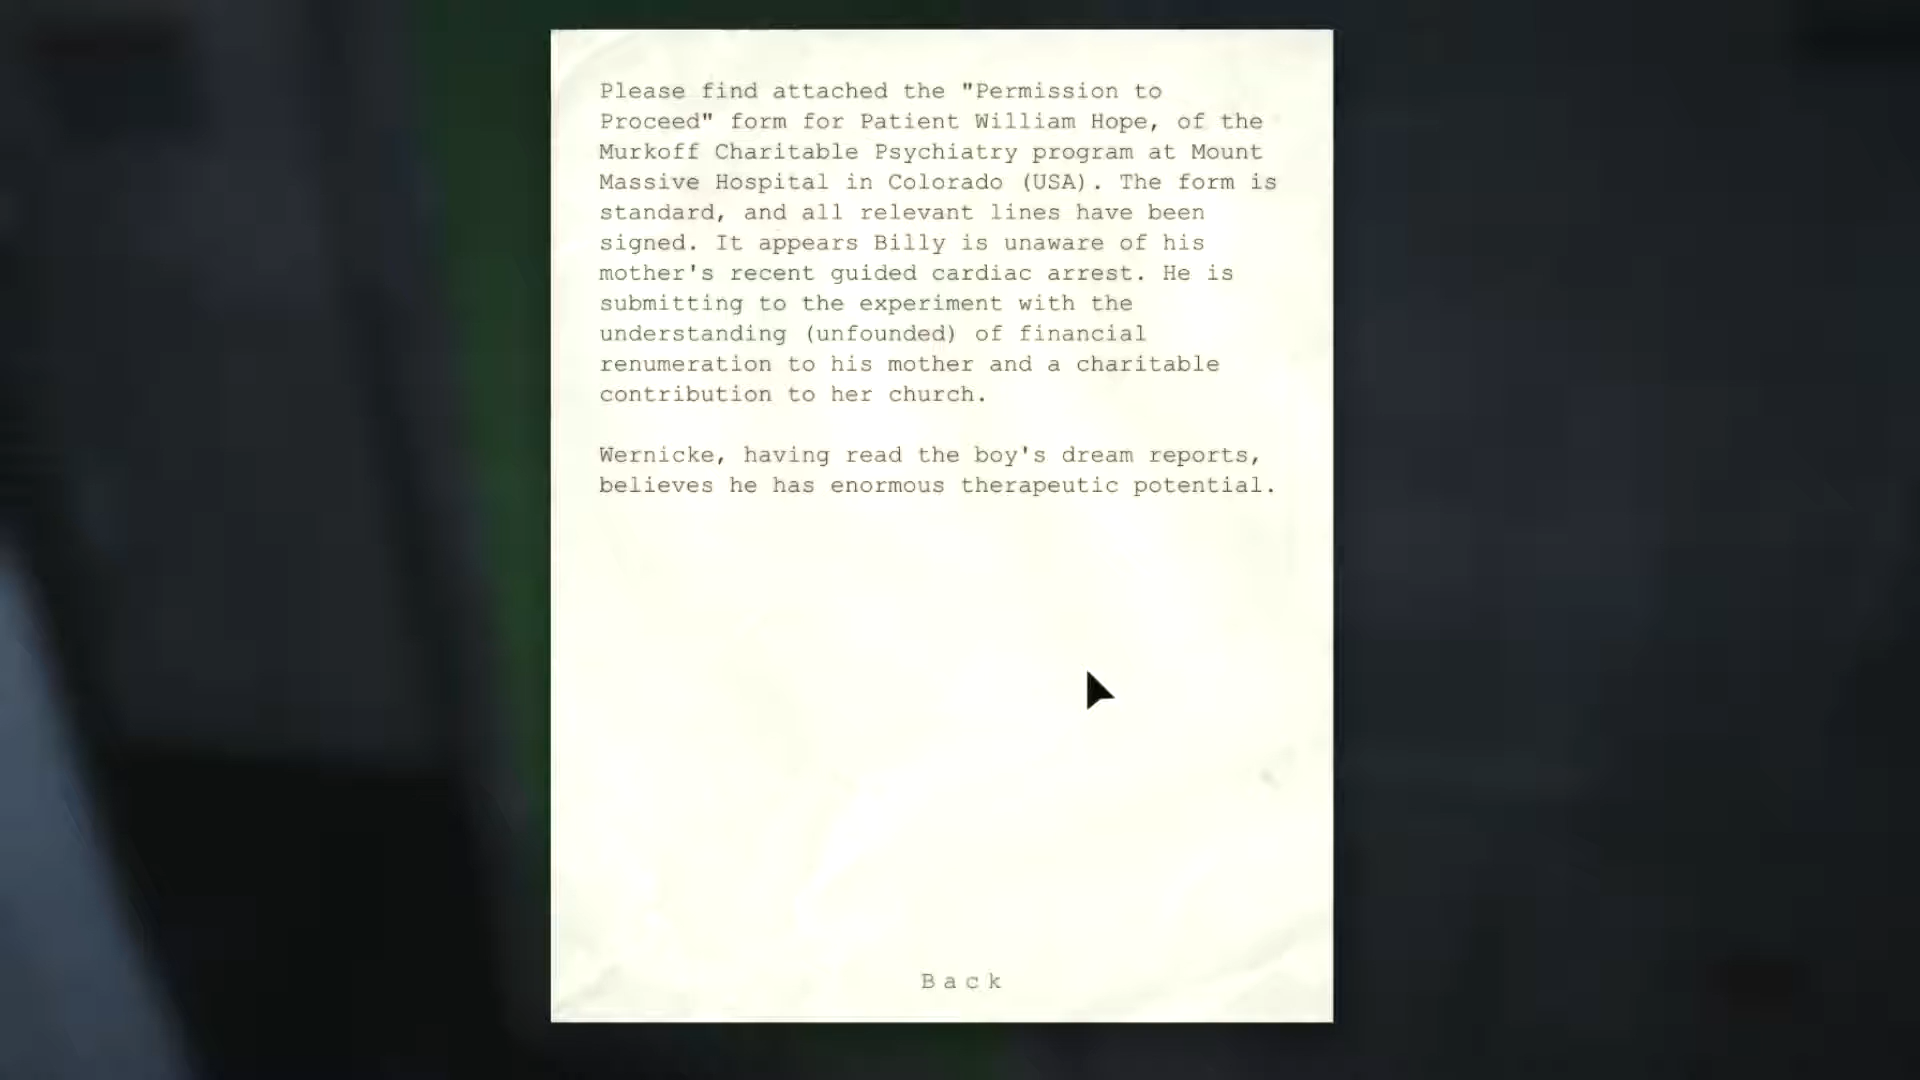 Please find attached the "Permission to
Proceed" form for Patient William Hope, of the
Murkoff Charitable Psychiatry program at Mount
Massive Hospital in Colorado (USA). The form is
standard, and all relevant lines have been
signed. It appears Billy is unaware of his
mother's recent guided cardiac arrest. He is
submitting to the experiment with the
understanding (unfounded) of financial
renumeration to his mother and a charitable
contribution to her church.
Wernicke, having read the boy's dream reports,
believes he has enormous therapeutic potential.
Back